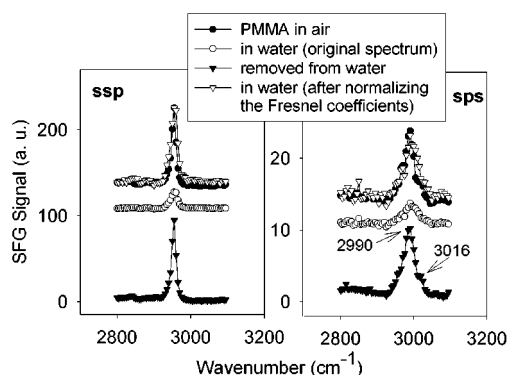 PMMA in air
in water (original spectrum)
removed from water
in water (after normalizing
the Fresnel coefficients)
ssp
sps
SFG Signal (a. u.)
200
100
0
20
10
0
2990
3016
2800 3000 3200
2800 3000 3200
Wavenumber (cm⁻¹)